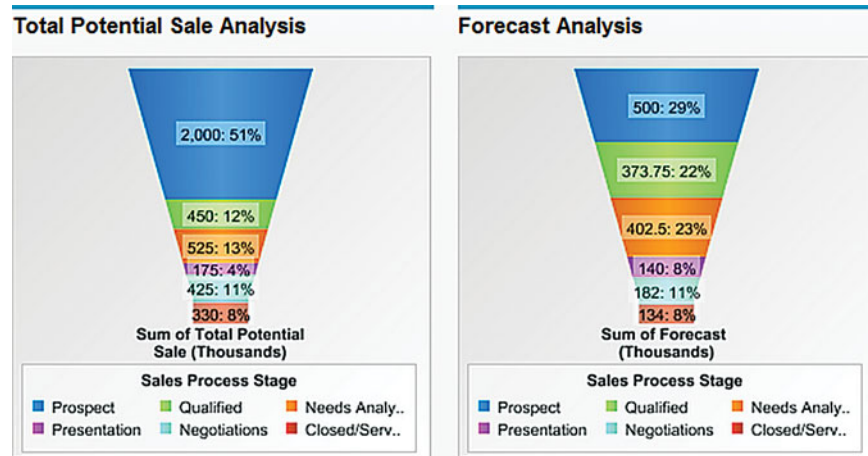 Total Potential Sale Analysis
2,000: 51%
450: 12%
525: 13%
175: 4%
425: 11%
330: 8%
Sum of Total Potential
Sale (Thousands)
Sales Process Stage
Prospect Qualified Needs Analy..
Presentation Negotiations Closed/Serv..
Forecast Analysis
500: 29%
373.75: 22%
402.5: 23%
140: 8%
182: 11%
134: 8%
Sum of Forecast
(Thousands)
Sales Process Stage
Prospect Qualified Needs Analy..
Presentation Negotiations Closed/Serv..